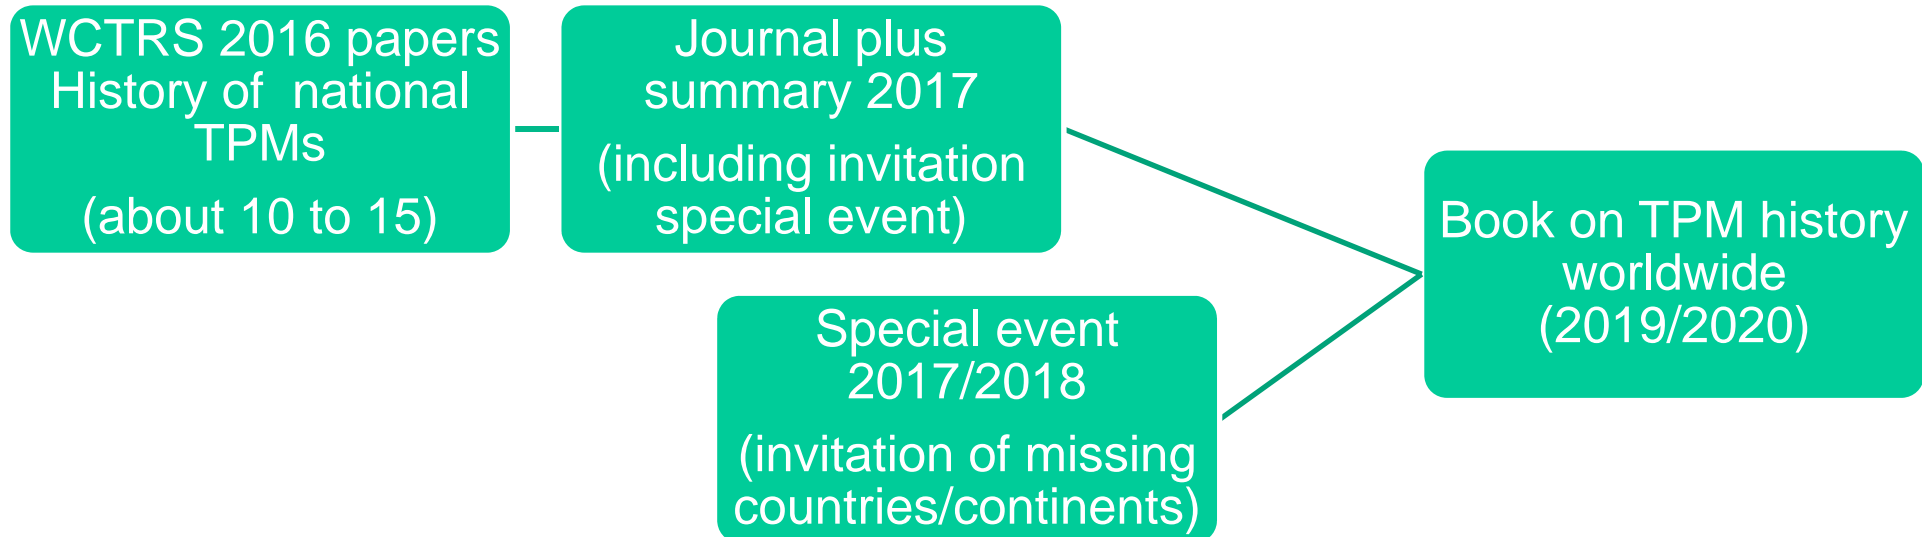 WCTRS 2016 papers
History of  national
TPMs
(about 10 to 15)
Journal plus
summary 2017
(including invitation
special event)
Special event
2017/2018
(invitation of missing
countries/continents)
Book on TPM history
worldwide
(2019/2020)